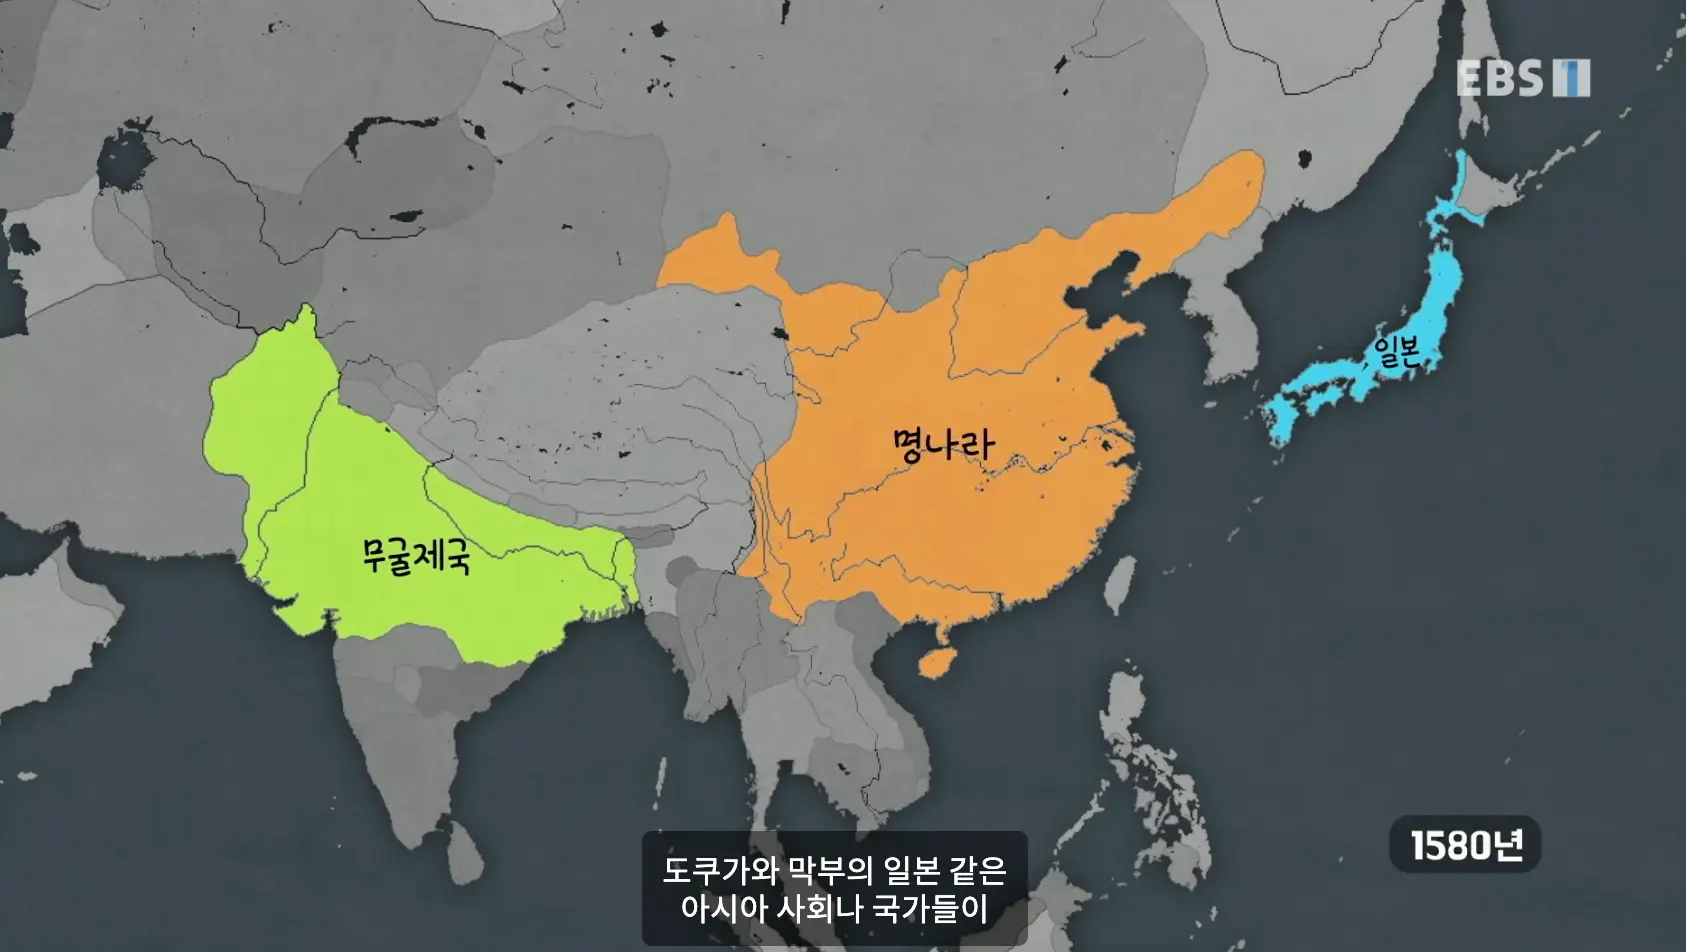 EBS 1
일본
명나라
무굴제국
1580년
도쿠가와 막부의 일본 같은
아시아 사회나 국가들이